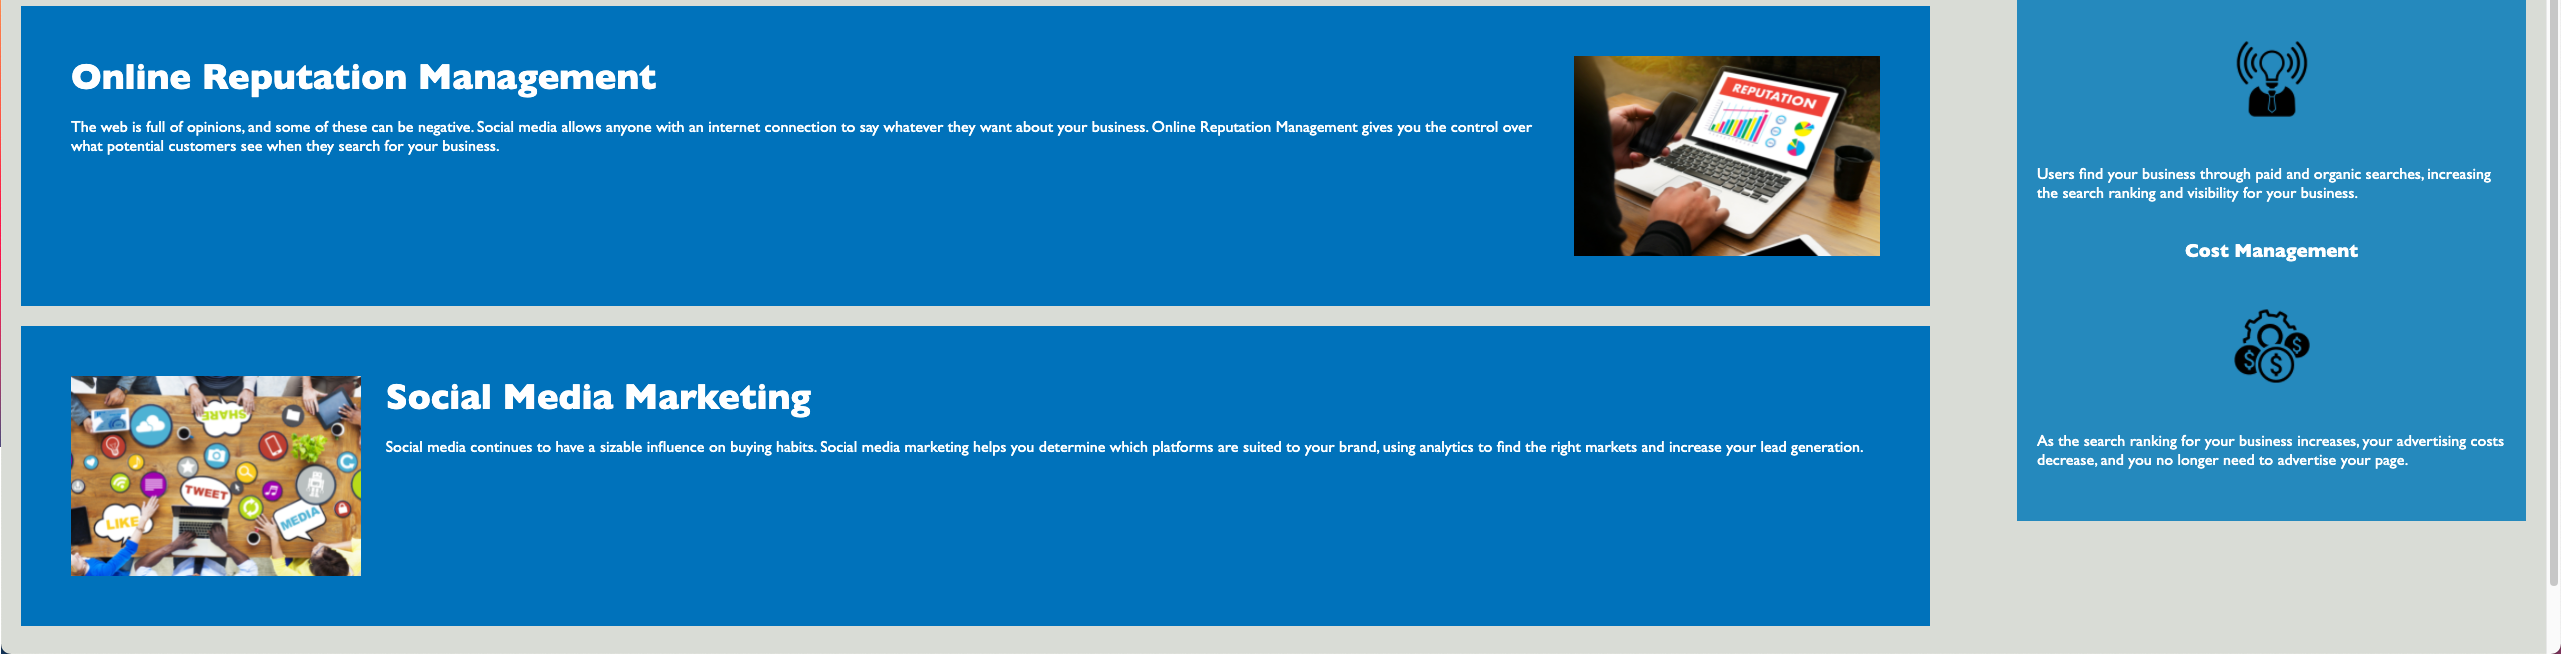 Online Reputation Management
The web is full of opinions, and some of these can be negative. Social media allows anyone with an internet connection to say whatever they want about your business. Online Reputation Management gives you the control over
what potential customers see when they search for your business.
REPUTATION
Social Media Marketing
Social media continues to have a sizable influence on buying habits. Social media marketing helps you determine which platforms are suited to your brand, using analytics to find the right markets and increase your lead generation.
SHARE
TWEET
LIKE
MEDIA
Users find your business through paid and organic searches, increasing
the search ranking and visibility for your business.
Cost Management
$ $ $
As the search ranking for your business increases, your advertising costs
decrease, and you no longer need to advertise your page.